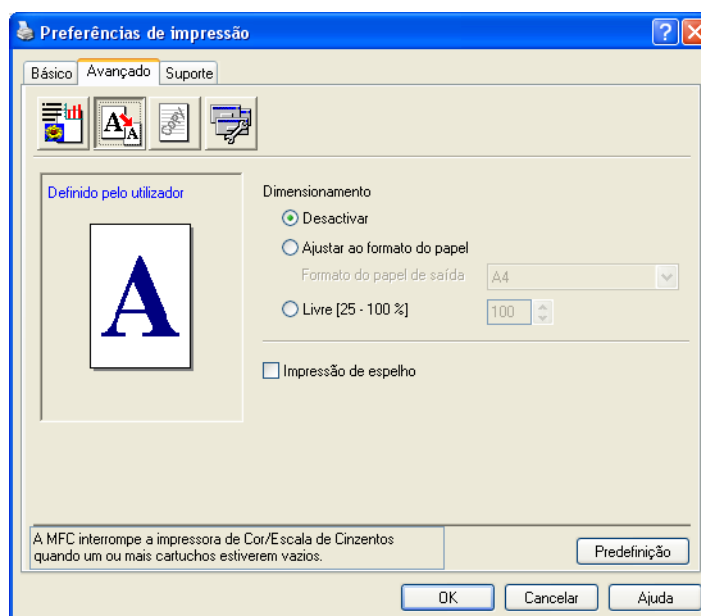 Preferências de impressão
Básico Avançado Suporte
A A
Copy
Definido pelo utilizador
A
Dimensionamento
Desactivar
Ajustar ao formato do papel
Formato do papel de saída A4
Livre [25 - 100 %] 100
Impressão de espelho
A MFC interrompe a impressora de Cor/Escala de Cinzentos
quando um ou mais cartuchos estiverem vazios.
Predefinição
OK Cancelar Ajuda